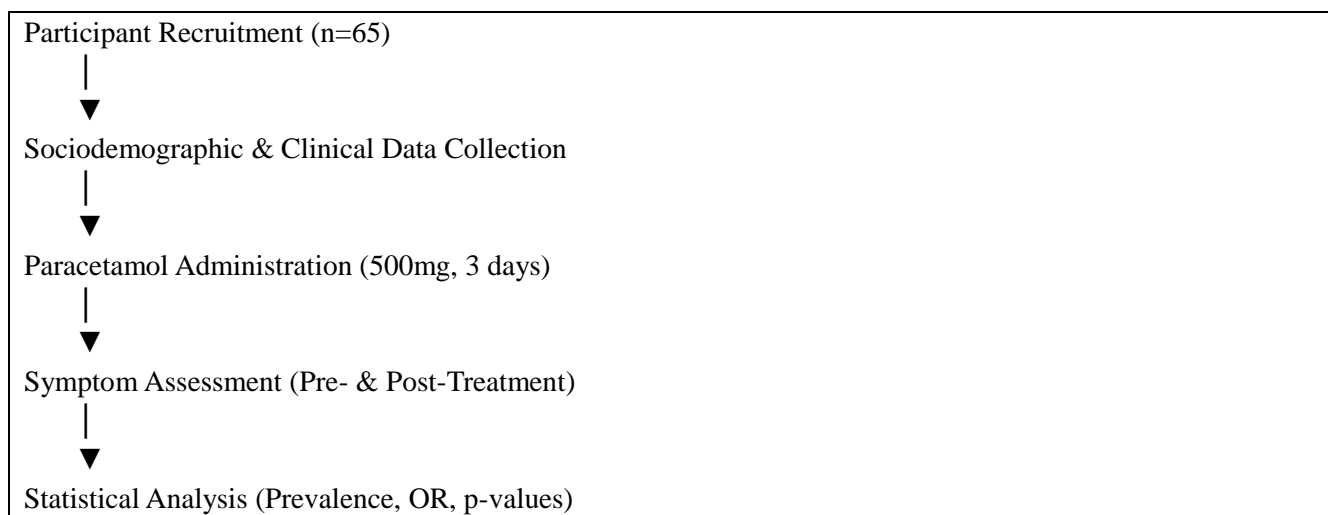 Participant Recruitment (n=65)
Sociodemographic & Clinical Data Collection
Paracetamol Administration (500mg, 3 days)
Symptom Assessment (Pre- & Post-Treatment)
Statistical Analysis (Prevalence, OR, p-values)